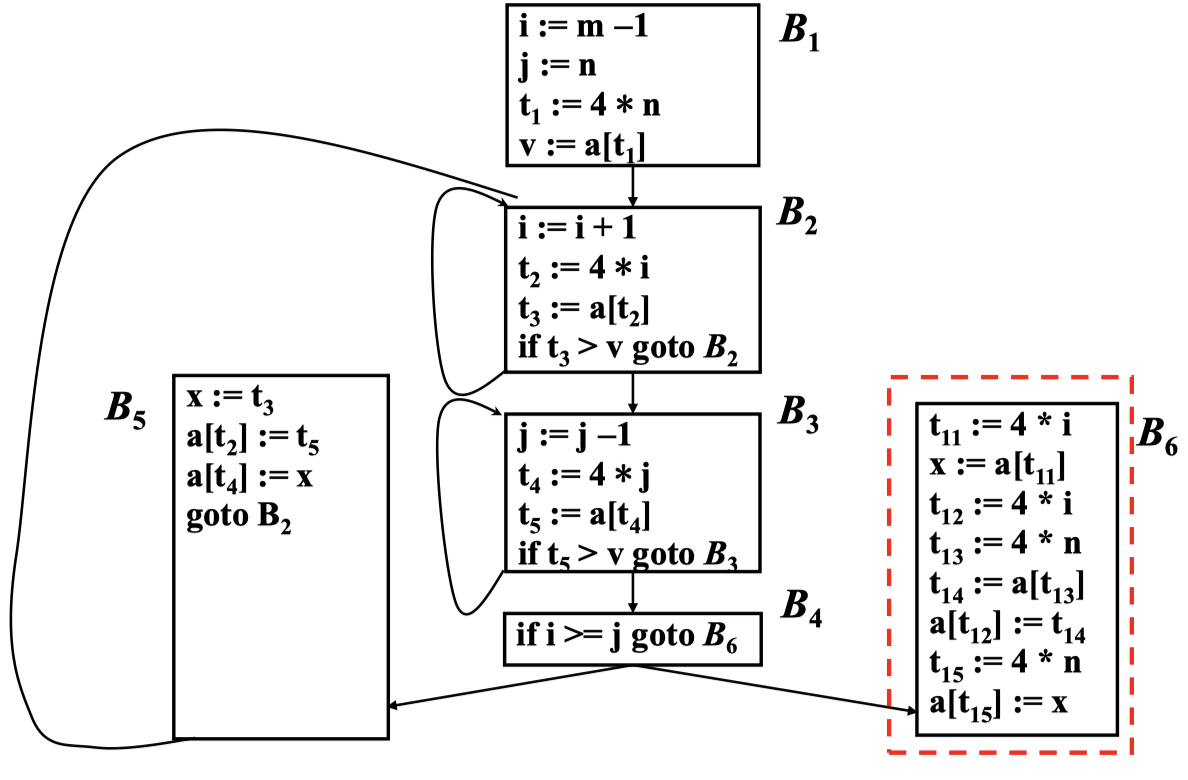 i := m –1
j := n
t₁ := 4 * n
v := a[t₁]
B₁
i := i + 1
t₂ := 4 * i
t₃ := a[t₂]
if t₃ > v goto B₂
B₂
j := j –1
t₄ := 4 * j
t₅ := a[t₄]
if t₅ > v goto B₃
B₃
if i >= j goto B₆
B₄
B₅
x := t₃
a[t₂] := t₅
a[t₄] := x
goto B₂
t₁₁ := 4 * i
x := a[t₁₁]
t₁₂ := 4 * i
t₁₃ := 4 * n
t₁₄ := a[t₁₃]
a[t₁₂] := t₁₄
t₁₅ := 4 * n
a[t₁₅] := x
B₆